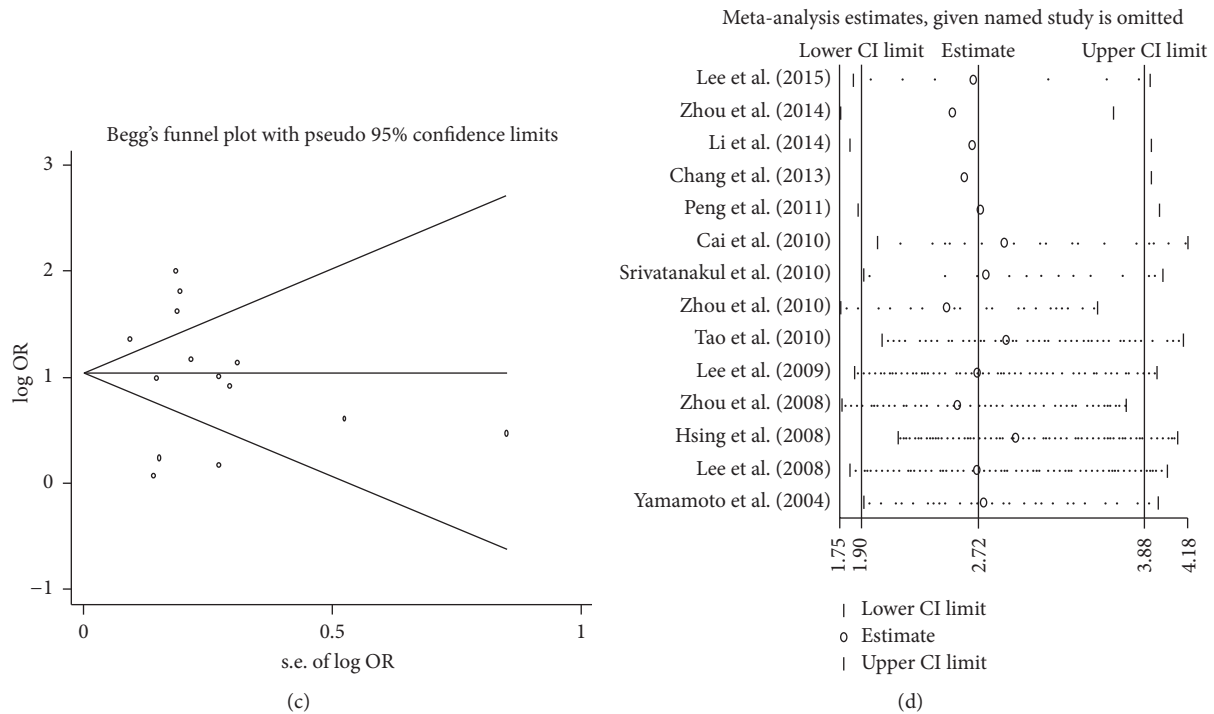 Begg's funnel plot with pseudo 95% confidence limits
3
2
1
0
−1
log OR
0
0.5
1
s.e. of log OR
(c)
Meta-analysis estimates, given named study is omitted
Lower CI limit
Estimate
Upper CI limit
Lee et al. (2015)
Zhou et al. (2014)
Li et al. (2014)
Chang et al. (2013)
Peng et al. (2011)
Cai et al. (2010)
Srivatanakul et al. (2010)
Zhou et al. (2010)
Tao et al. (2010)
Lee et al. (2009)
Zhou et al. (2008)
Hsing et al. (2008)
Lee et al. (2008)
Yamamoto et al. (2004)
1.75
1.90
2.72
3.88
4.18
Lower CI limit
Estimate
Upper CI limit
(d)